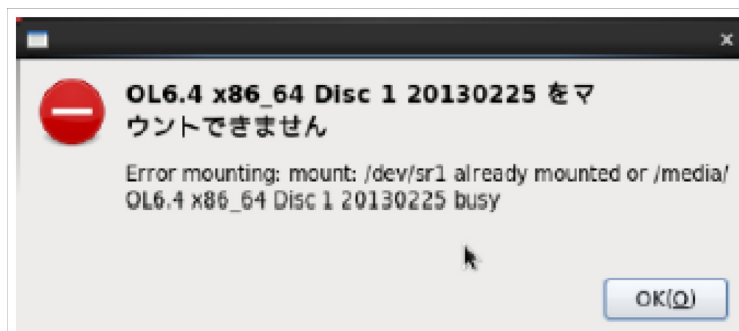 OL6.4 x86_64 Disc 1 20130225 をマ
ウントできません
Error mounting: mount: /dev/sr1 already mounted or /media/
OL6.4 x86_64 Disc 1 20130225 busy
OK(O)